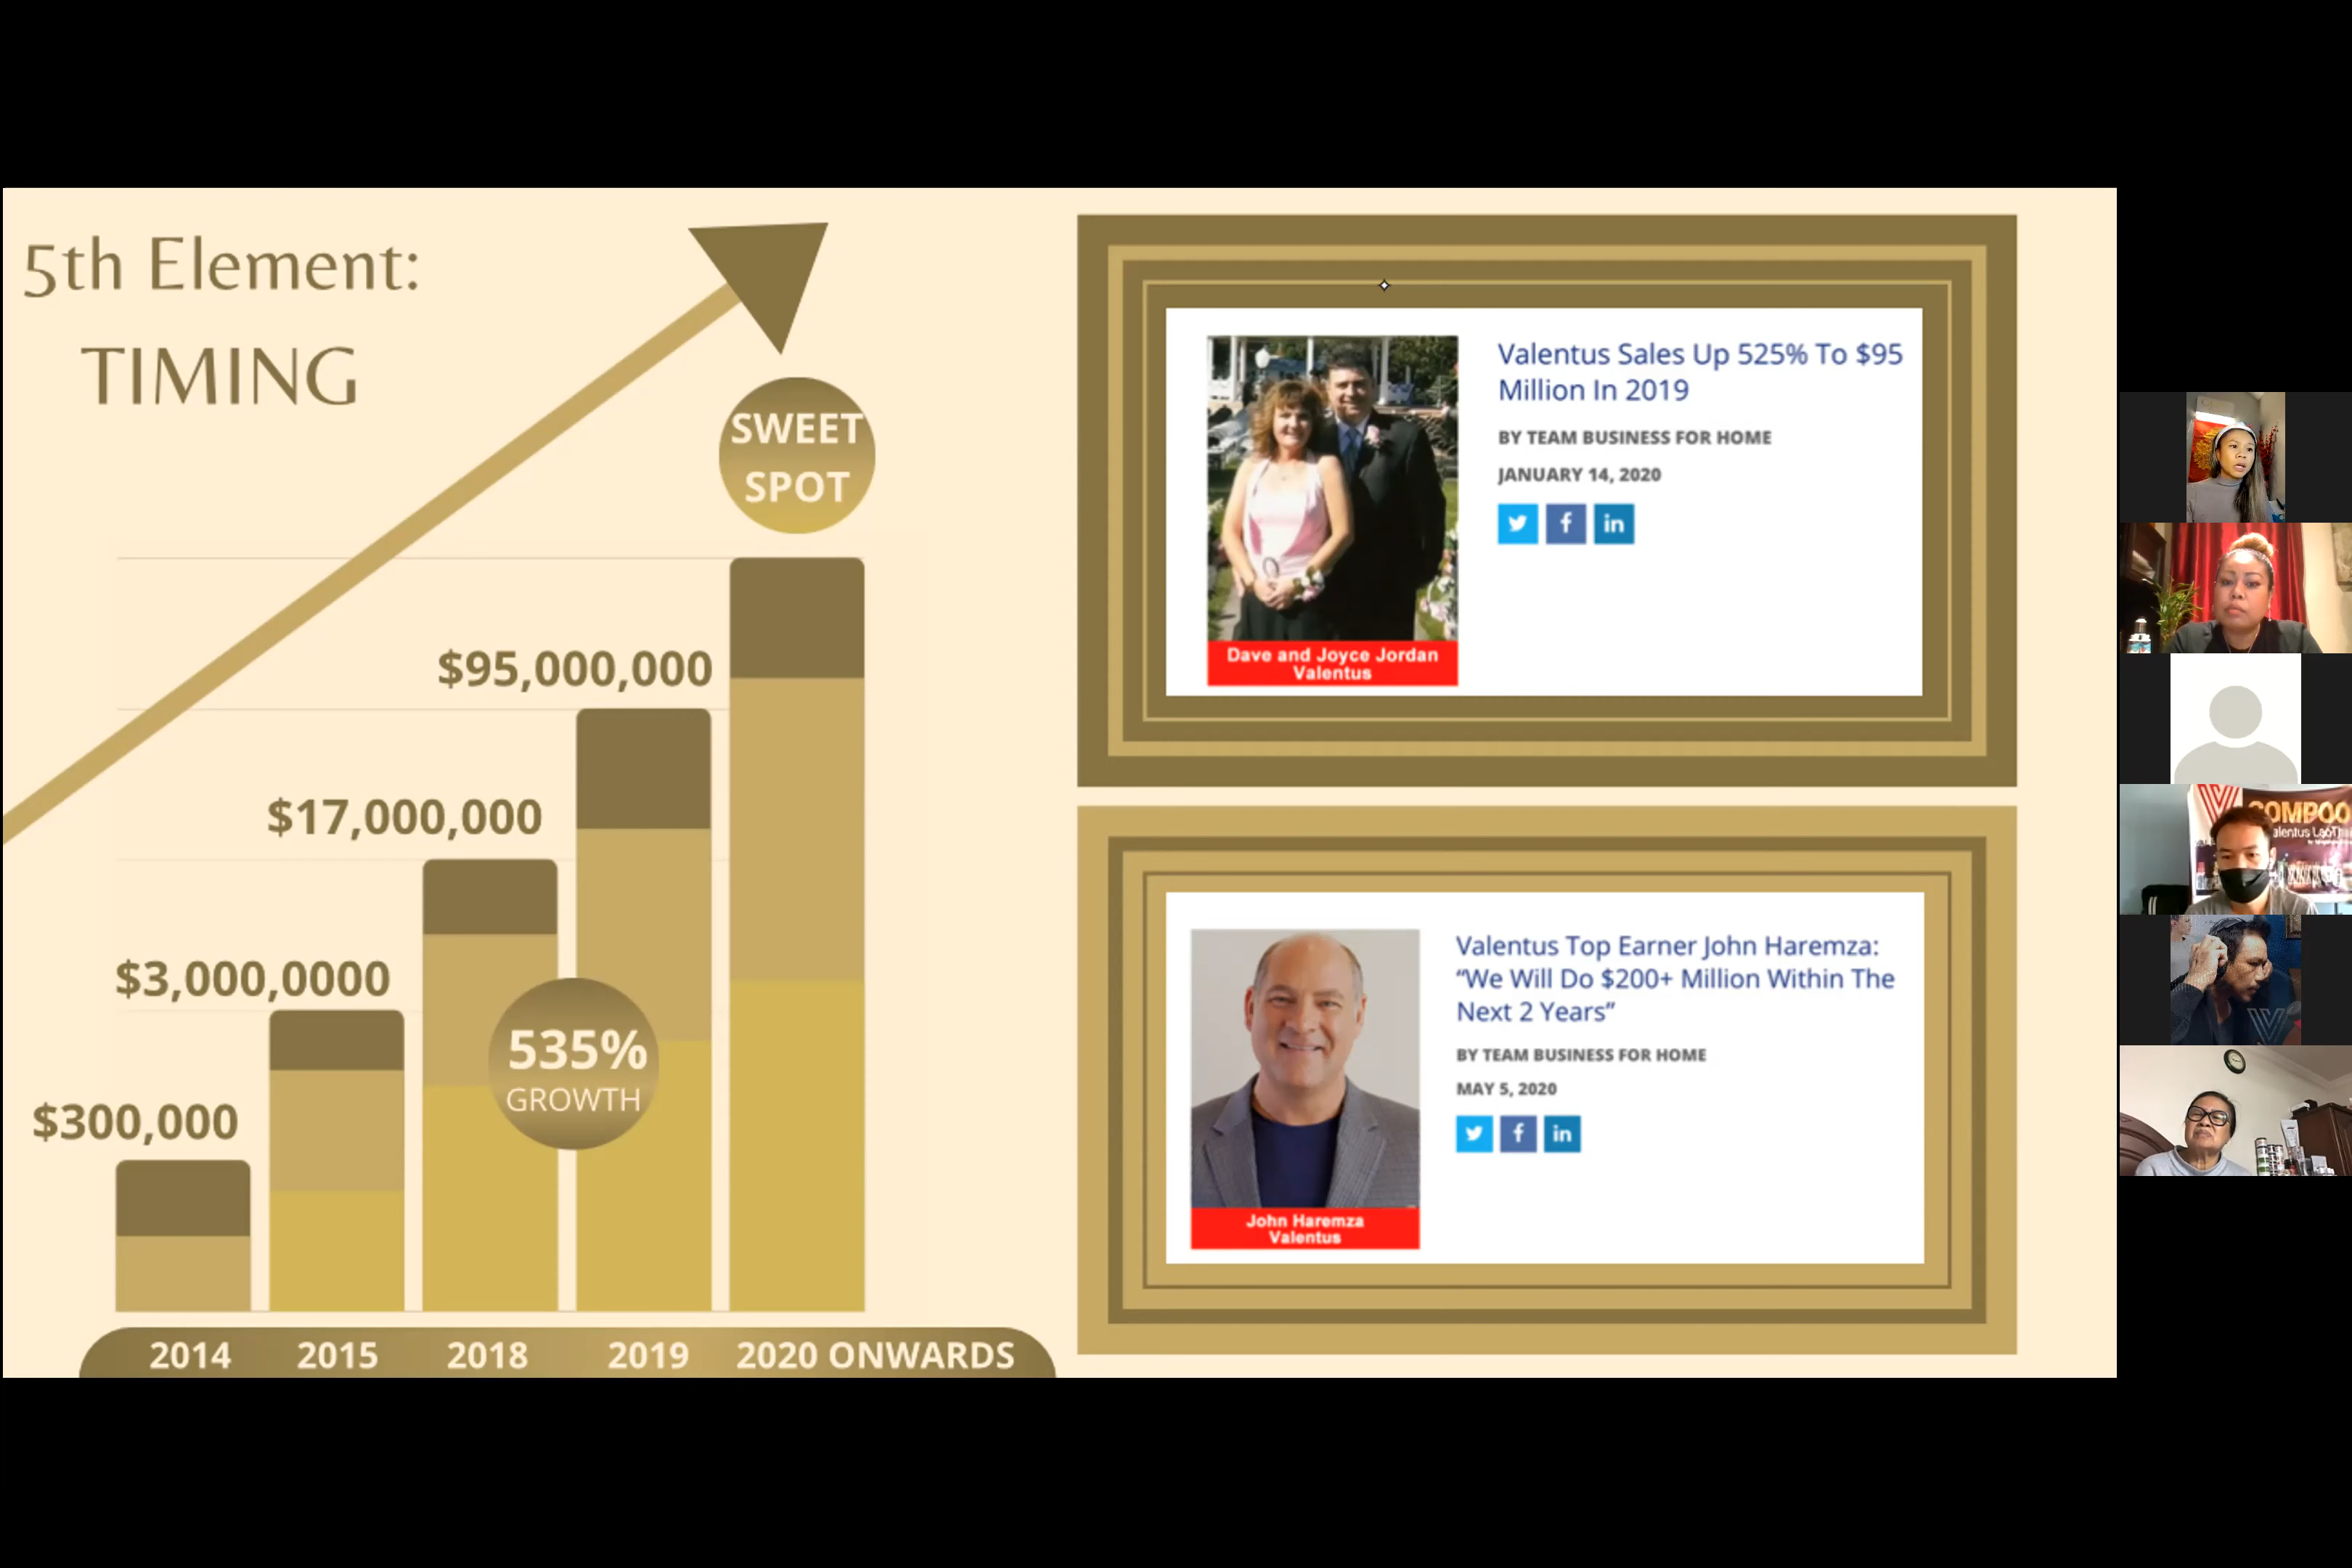 5th Element:
TIMING
SWEET
SPOT
$95,000,000
$17,000,000
$3,000,0000
$300,000
535%
GROWTH
2014
2015
2018
2019
2020 ONWARDS
Valentus Sales Up 525% To $95
Million In 2019
BY TEAM BUSINESS FOR HOME
JANUARY 14, 2020
Dave and Joyce Jordan
Valentus
Valentus Top Earner John Haremza:
“We Will Do $200+ Million Within The
Next 2 Years”
BY TEAM BUSINESS FOR HOME
MAY 5, 2020
John Haremza
Valentus